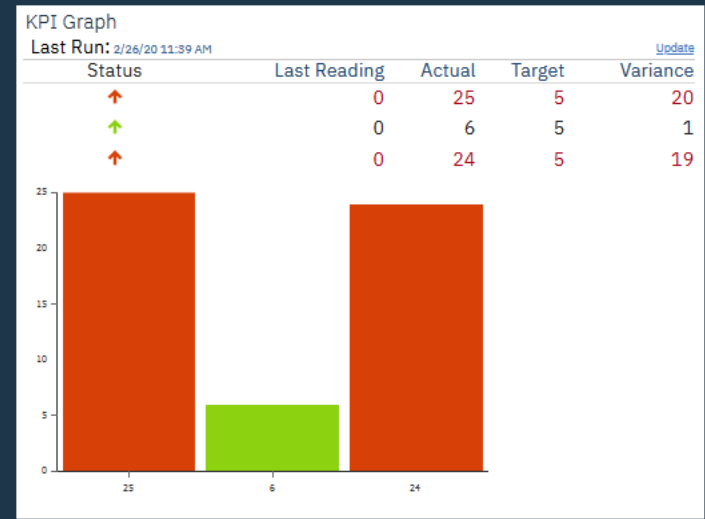 KPI Graph
Last Run: 2/26/20 11:39 AM Update
Status Last Reading Actual Target Variance
0 25 5 20
0 6 5 1
0 24 5 19
25
20
15
10
5
0
25 6 24